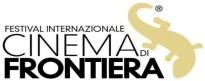 FESTIVAL INTERNAZIONALE
CINEMA DI
FRONTIERA
®